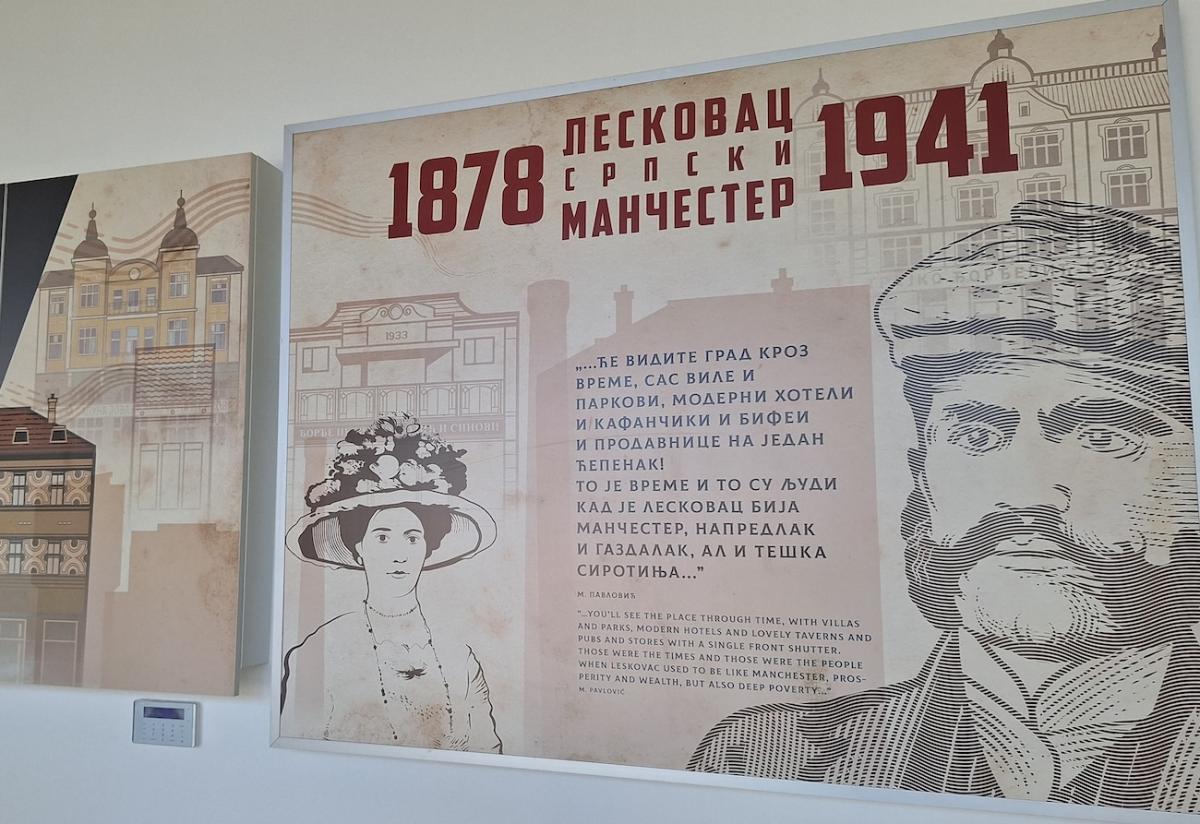 1878
ЛЕСКОВАЦ
СРПСКИ
МАНЧЕСТЕР
1941
1933
И СИНОВИ
„...ЋЕ ВИДИТЕ ГРАД КРОЗ
ВРЕМЕ, САС ВИЛЕ И
ПАРКОВИ, МОДЕРНИ ХОТЕЛИ
И КАФАНЧИКИ И БИФЕИ
И ПРОДАВНИЦЕ НА ЈЕДАН
ЋЕПЕНАК!
ТО ЈЕ ВРЕМЕ И ТО СУ ЉУДИ
КАД ЈЕ ЛЕСКОВАЦ БИЈА
МАНЧЕСТЕР, НАПРЕДЛАК
И ГАЗДАЛАК, АЛ И ТЕШКА
СИРОТИЊА...”
М. ПАВЛОВИЋ
"...YOU'LL SEE THE PLACE THROUGH TIME, WITH VILLAS
AND PARKS, MODERN HOTELS AND LOVELY TAVERNS AND
PUBS AND STORES WITH A SINGLE FRONT SHUTTER.
THOSE WERE THE TIMES AND THOSE WERE THE PEOPLE
WHEN LESKOVAC USED TO BE LIKE MANCHESTER, PROS-
PERITY AND WEALTH, BUT ALSO DEEP POVERTY..."
M. PAVLOVIĆ